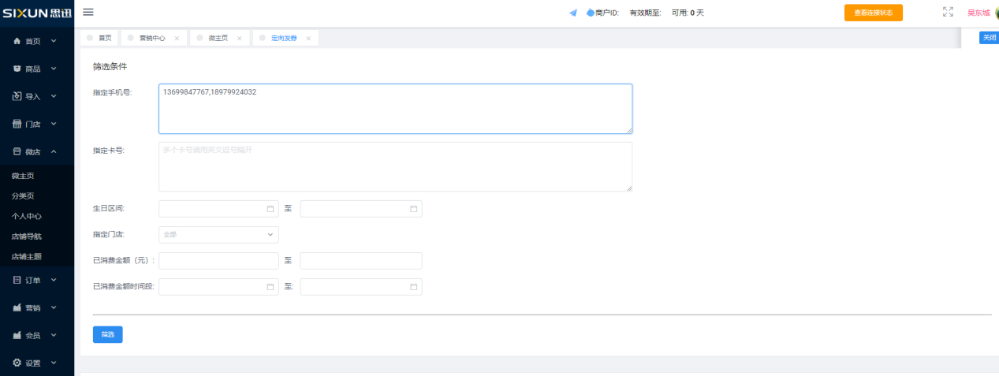 SIXUN思迅
商户ID: 有效期至: 可用: 0 天
查看连接状态
吴东城
首页
商品
导入
门店
微店
微主页
分类页
个人中心
店铺导航
店铺主题
订单
营销
会员
设置
首页 营销中心 × 微主页 × 定向发券 ×
关闭
筛选条件
指定手机号: 13699847767,18979924032
指定卡号: 多个卡号请用英文逗号隔开
生日区间: 至
指定门店: 全部
已消费金额（元）: 至
已消费金额时间段: 至:
筛选